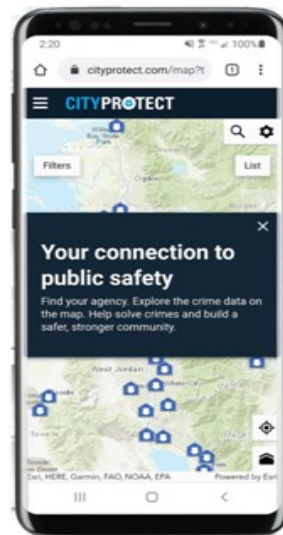 2:20
100%
cityprotect.com/map?t
1
CITYPROTECT
Filters
List
Ogden
Your connection to
public safety
Find your agency. Explore the crime data on
the map. Help solve crimes and build a
safer, stronger community.
West Jordan
Esri, HERE, Garmin, FAO, NOAA, EPA
Powered by Esri